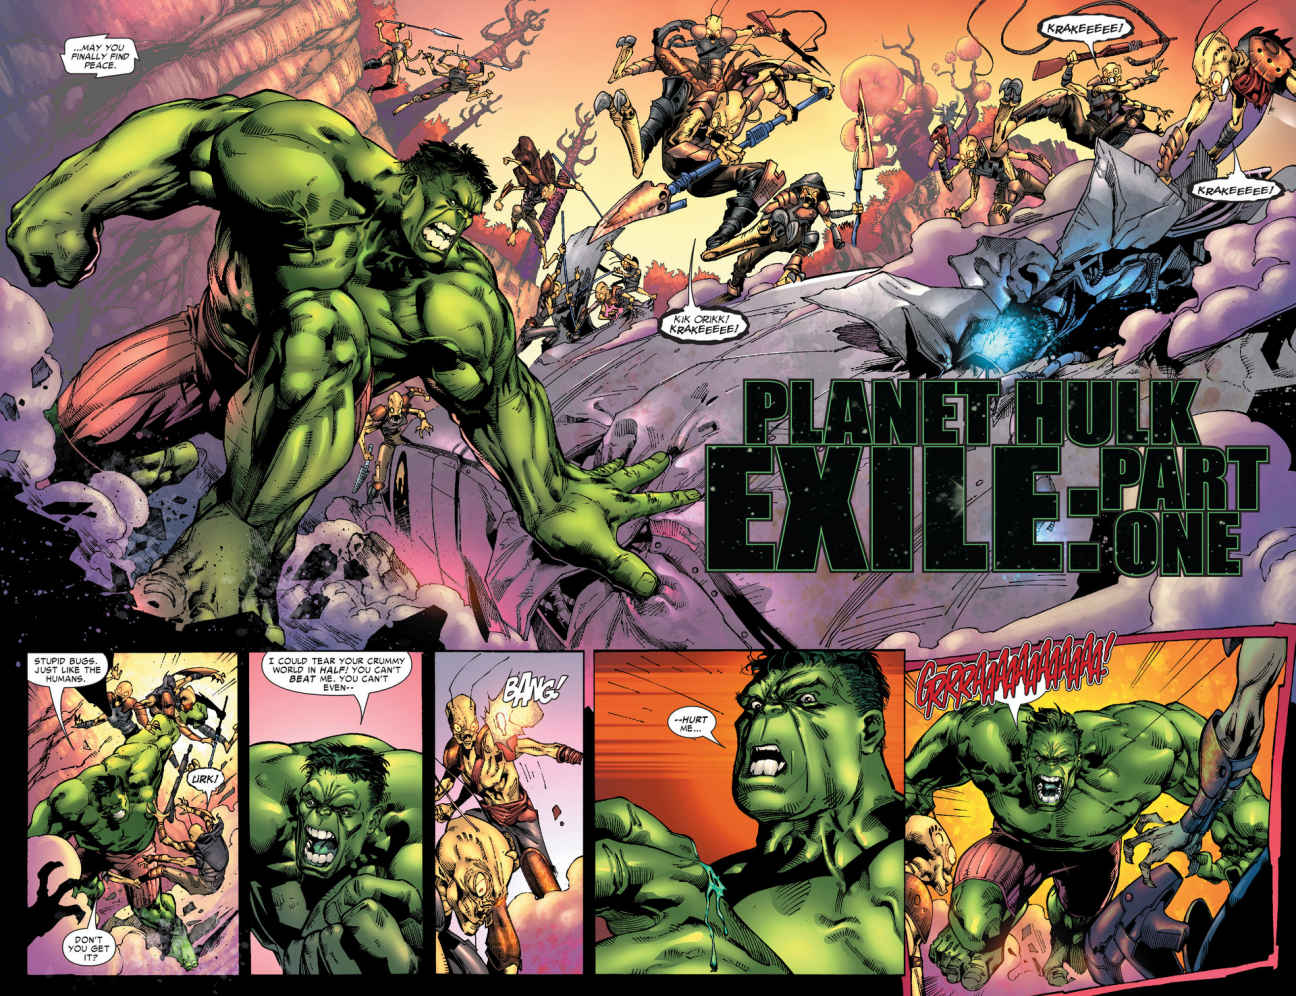 ...MAY YOU
FINALLY FIND
PEACE.
KRAKEEEEE!
KRAKEEEEE!
KIK ORIKK!
KRAKEEEEE!
PLANET HULK
EXILE: PART
ONE
STUPID BUGS.
JUST LIKE THE
HUMANS.
URK!
DON'T
YOU GET
IT?
I COULD TEAR YOUR CRUMMY
WORLD IN HALF! YOU CAN'T
BEAT ME. YOU CAN'T
EVEN--
BANG!
--HURT
ME...
GRRRAAAAAAAAAAA!